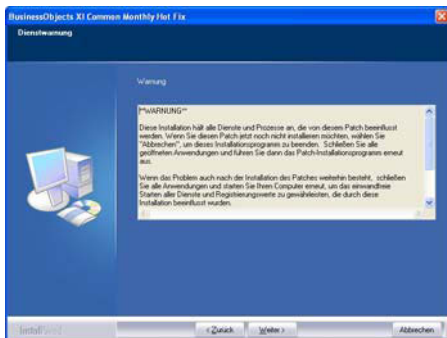 BusinessObjects XI Common Monthly Hot Fix
Dienstwarnung
Warnung
**WARNUNG**
Diese Installation hält alle Dienste und Prozesse an, die von diesem Patch beeinflusst
werden. Wenn Sie diesen Patch jetzt noch nicht installieren möchten, wählen Sie
"Abbrechen", um dieses Installationsprogramm zu beenden. Schließen Sie alle
geöffneten Anwendungen und führen Sie dann das Patch-Installationsprogramm erneut
aus.
Wenn das Problem auch nach der Installation des Patches weiterhin besteht, schließen
Sie alle Anwendungen und starten Sie Ihren Computer erneut, um das einwandfreie
Starten aller Dienste und Registrierungswerte zu gewährleisten, die durch diese
Installation beeinflusst wurden.
< Zurück Weiter > Abbrechen